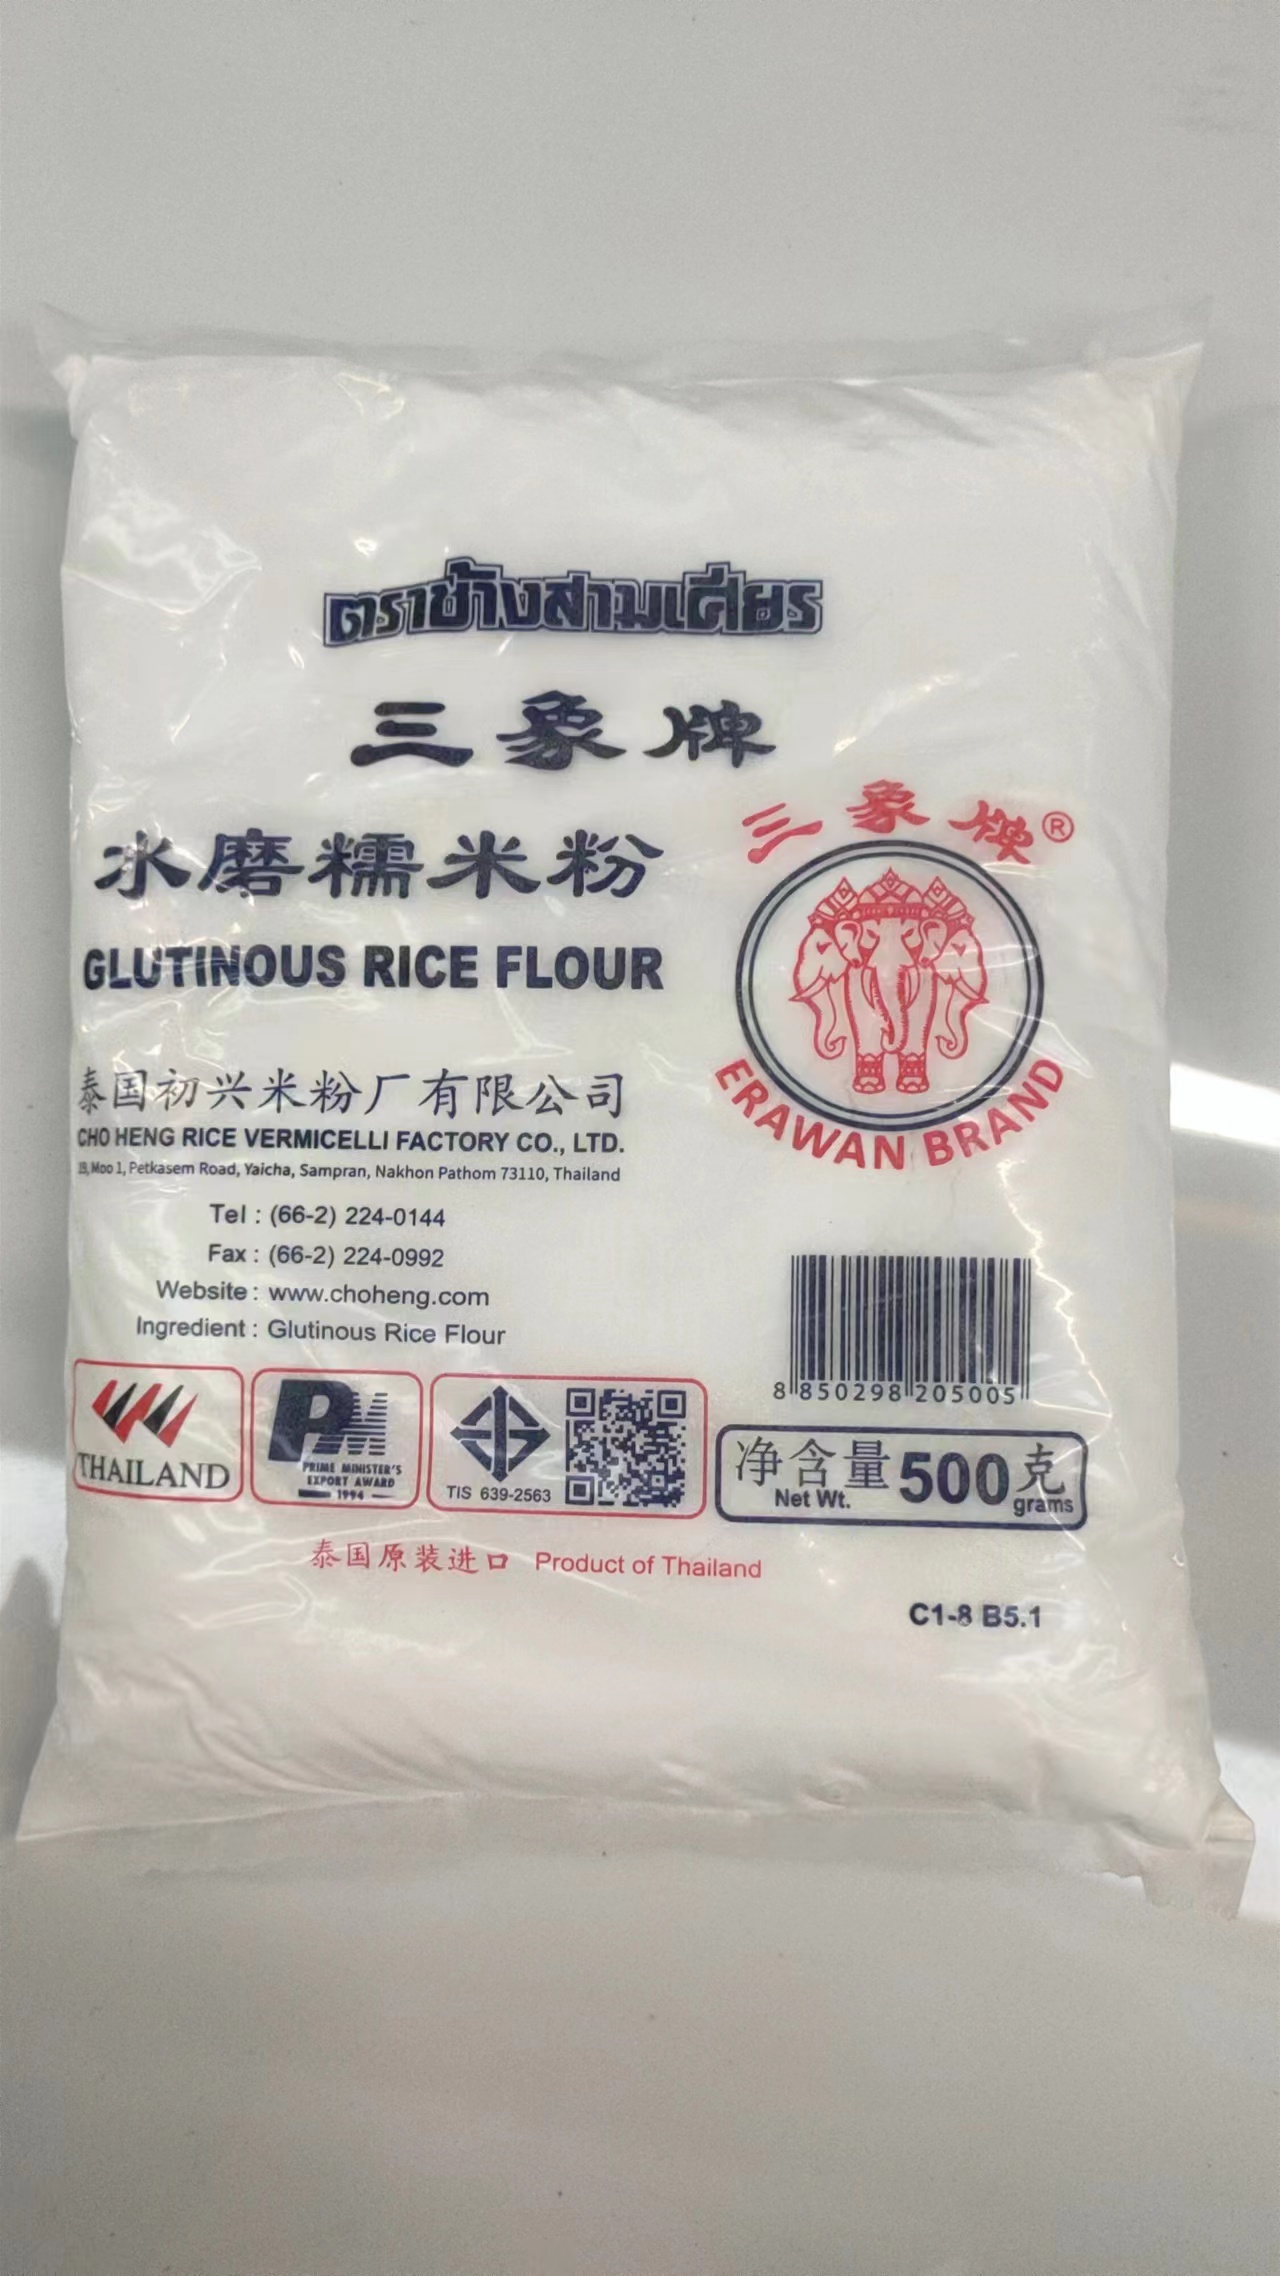 ตราช้างสามเศียร
三象牌
水磨糯米粉
GLUTINOUS RICE FLOUR
三象牌®
ERAWAN BRAND
泰国初兴米粉厂有限公司
CHO HENG RICE VERMICELLI FACTORY CO., LTD.
Moo 1, Petkasem Road, Yaicha, Sampran, Nakhon Pathom 73110, Thailand
Tel : (66-2) 224-0144
Fax : (66-2) 224-0992
Website : www.choheng.com
Ingredient : Glutinous Rice Flour
8 850298 205005
THAILAND
PM
PRIME MINISTER'S
EXPORT AWARD
1994
TIS 639-2563
净含量 500 克
Net Wt. grams
泰国原装进口 Product of Thailand
C1-8 B5.1